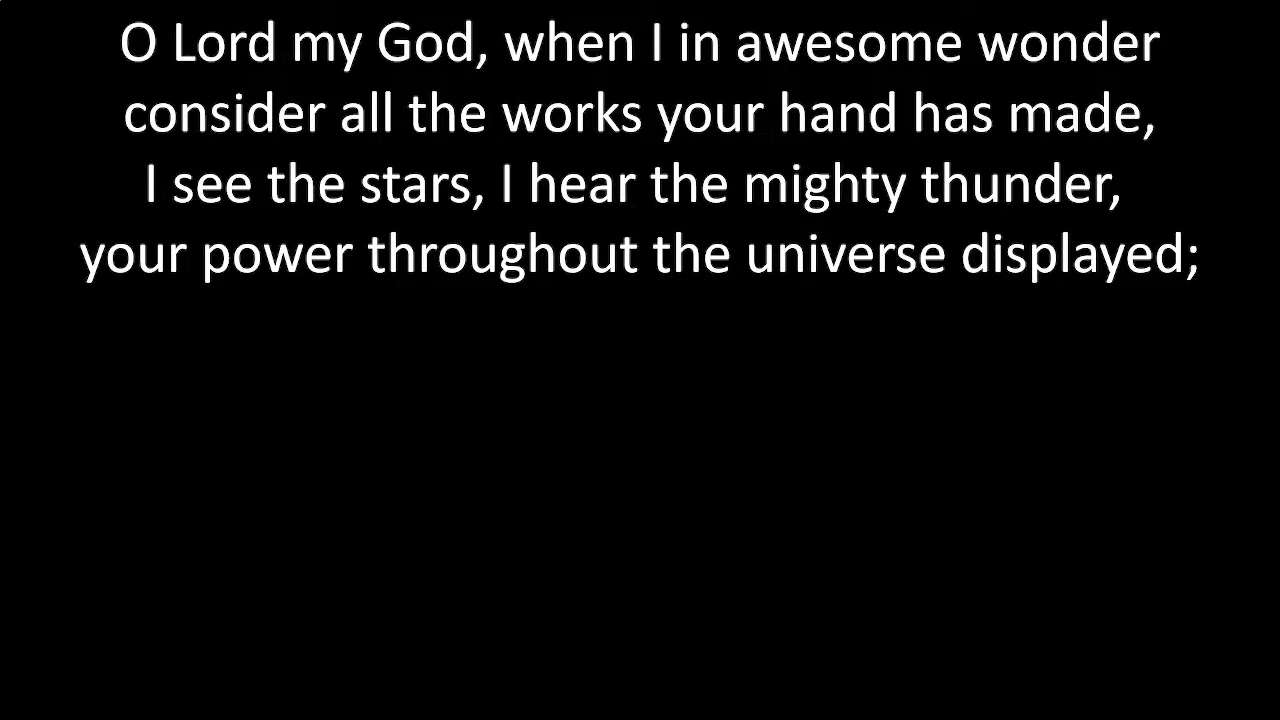 O Lord my God, when I in awesome wonder
consider all the works your hand has made,
I see the stars, I hear the mighty thunder,
your power throughout the universe displayed;